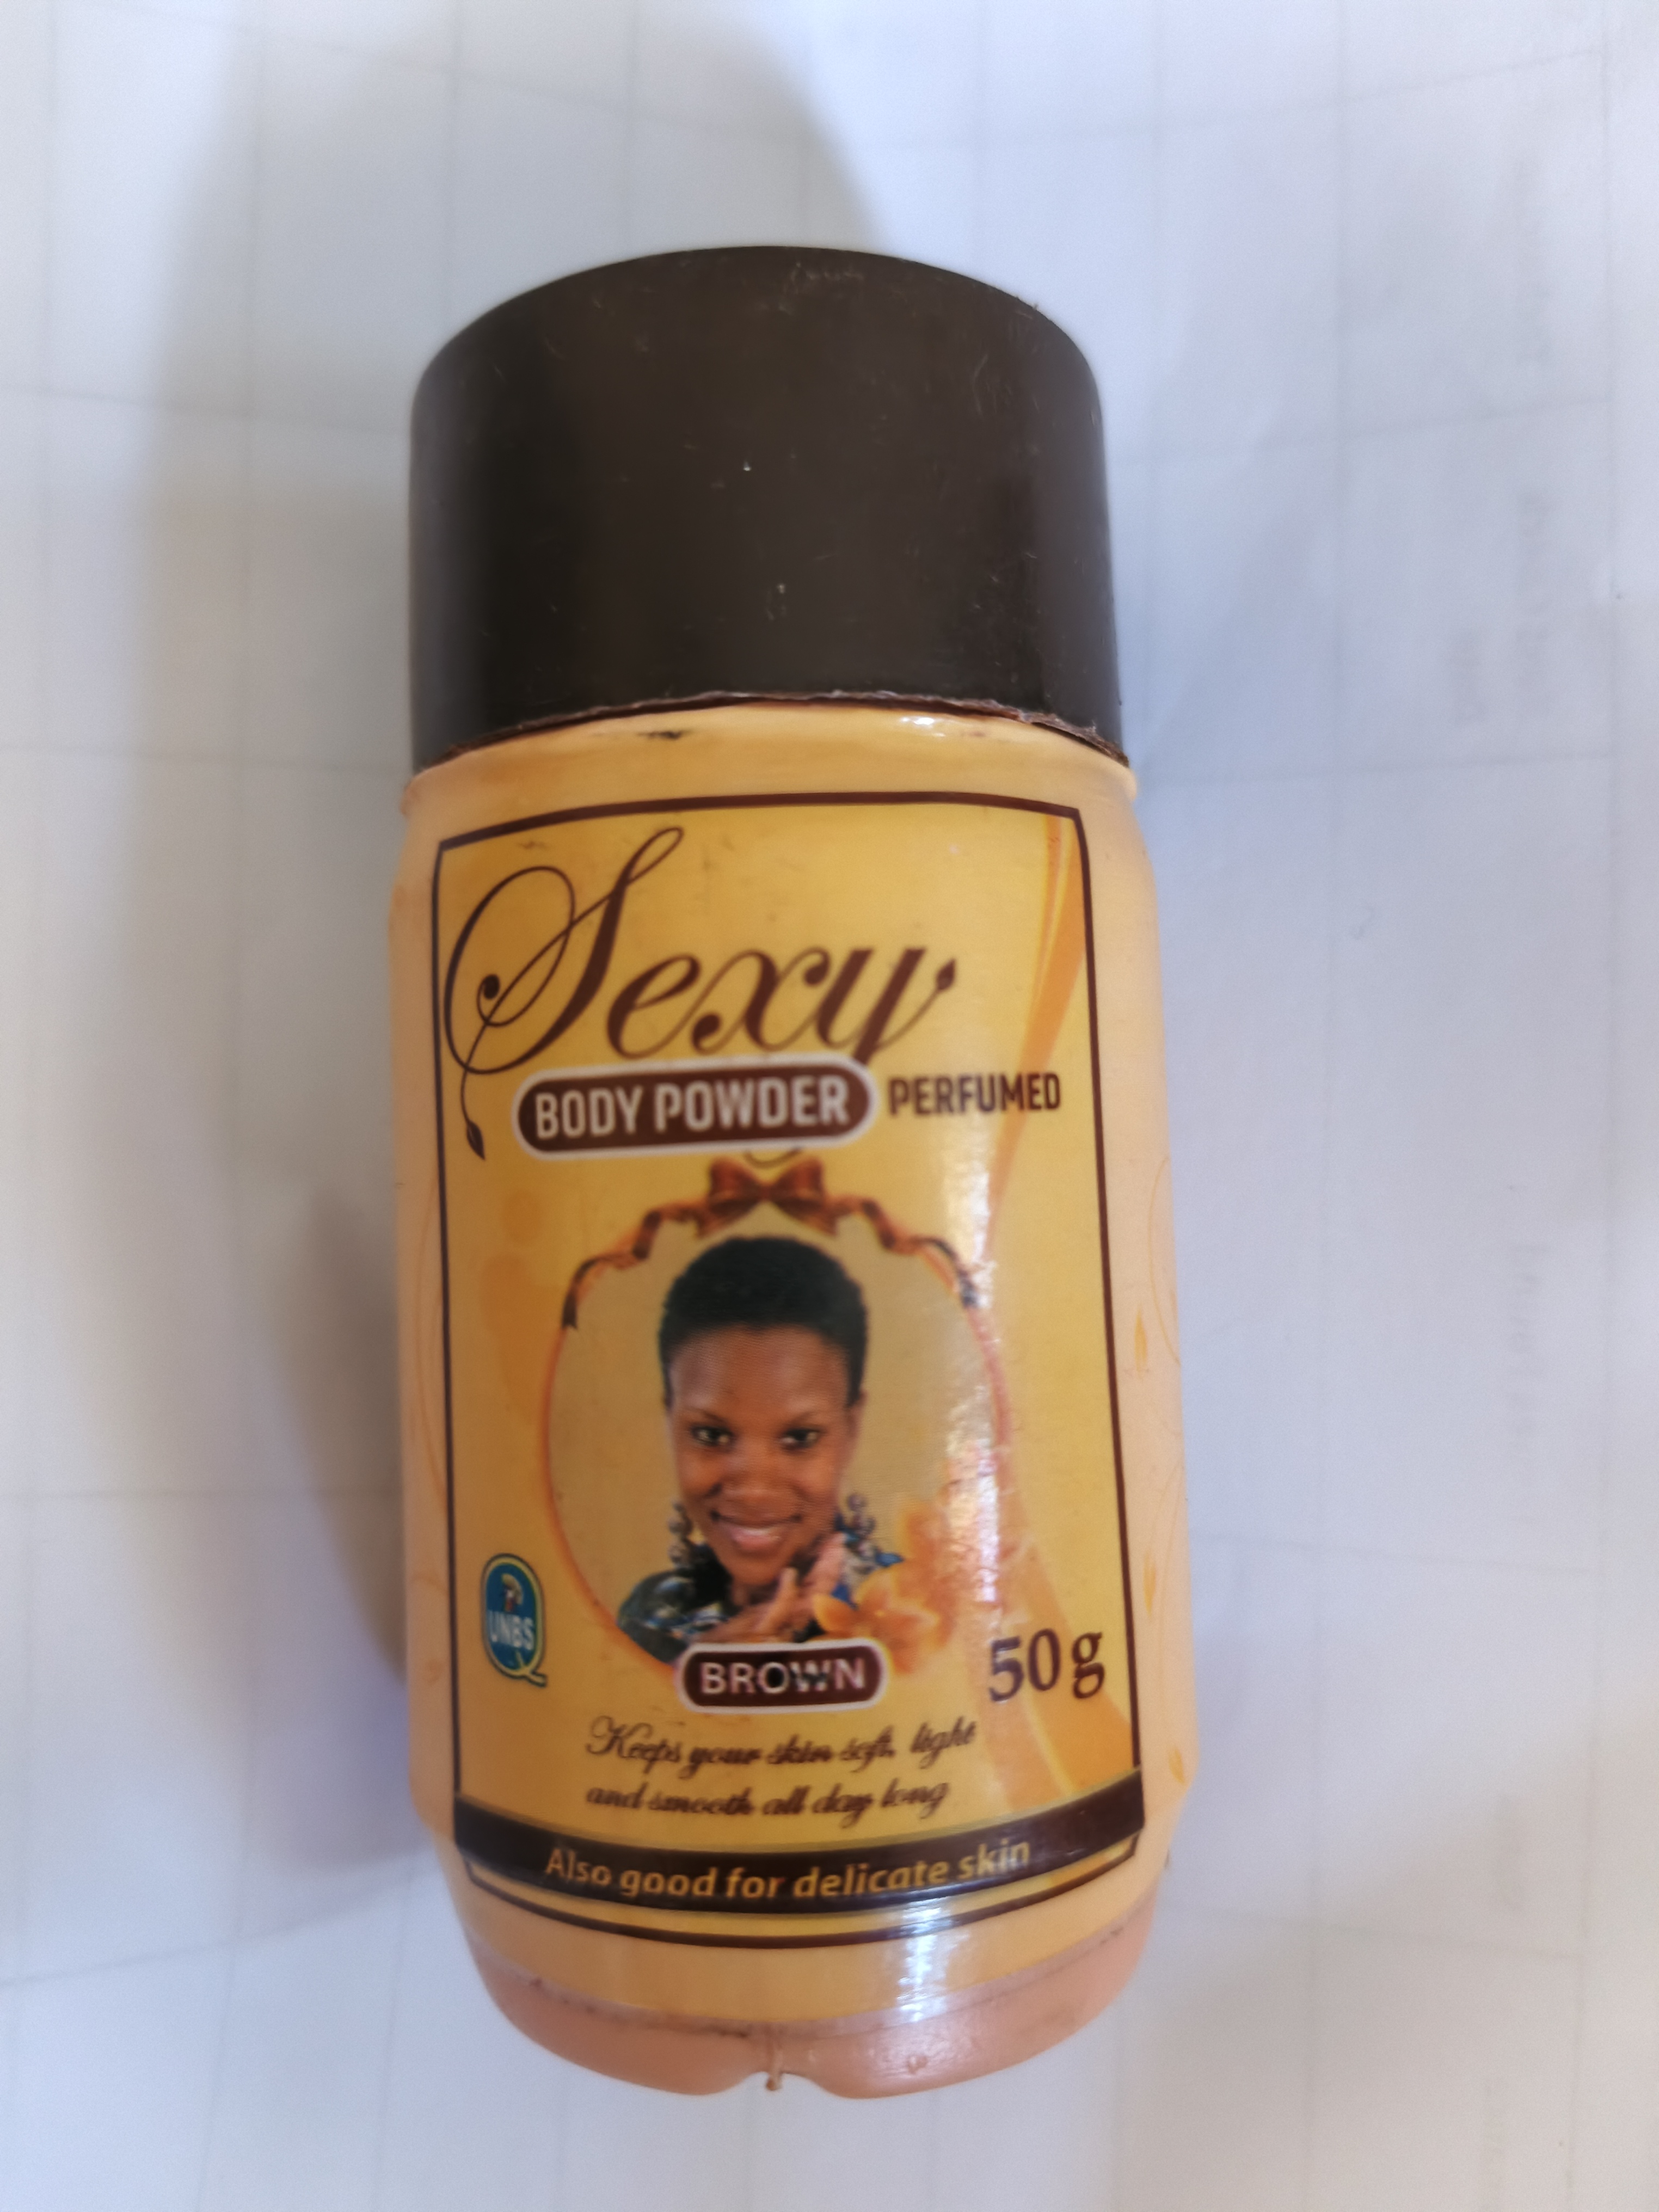 Sexy
BODY POWDER PERFUMED
UNBS
BROWN
50g
Keeps your skin soft, light
and smooth all day long
Also good for delicate skin